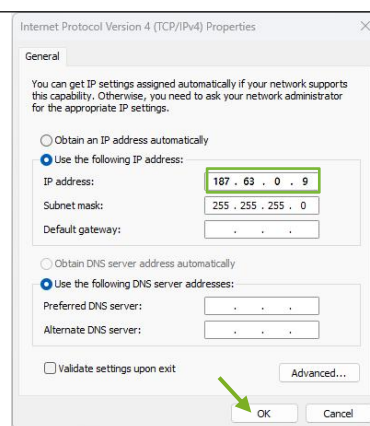 Internet Protocol Version 4 (TCP/IPv4) Properties
General
You can get IP settings assigned automatically if your network supports
this capability. Otherwise, you need to ask your network administrator
for the appropriate IP settings.
Obtain an IP address automatically
Use the following IP address:
IP address: 187 . 63 . 0 . 9
Subnet mask: 255 . 255 . 255 . 0
Default gateway: . . .
Obtain DNS server address automatically
Use the following DNS server addresses:
Preferred DNS server: . . .
Alternate DNS server: . . .
Validate settings upon exit
Advanced...
OK Cancel